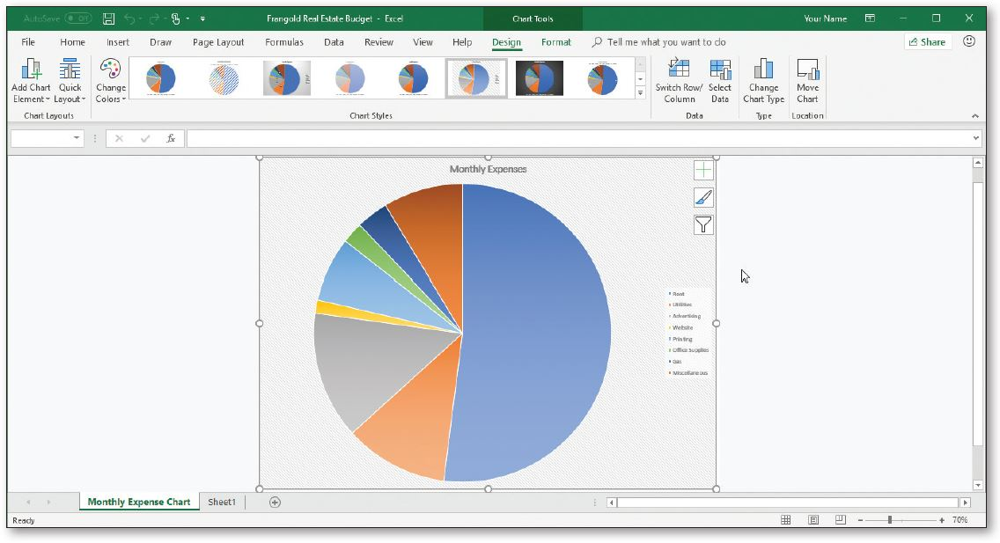 AutoSave Off Frangold Real Estate Budget - Excel Chart Tools Your Name
File Home Insert Draw Page Layout Formulas Data Review View Help Design Format Tell me what you want to do Share
Add Chart Element
Quick Layout
Change Colors
Switch Row/ Column
Select Data
Change Chart Type
Move Chart
Chart Layouts Chart Styles Data Type Location
fx
Monthly Expenses
Rent
Utilities
Advertising
Website
Printing
Office Supplies
Gas
Miscellaneous
Monthly Expense Chart Sheet1
Ready 70%